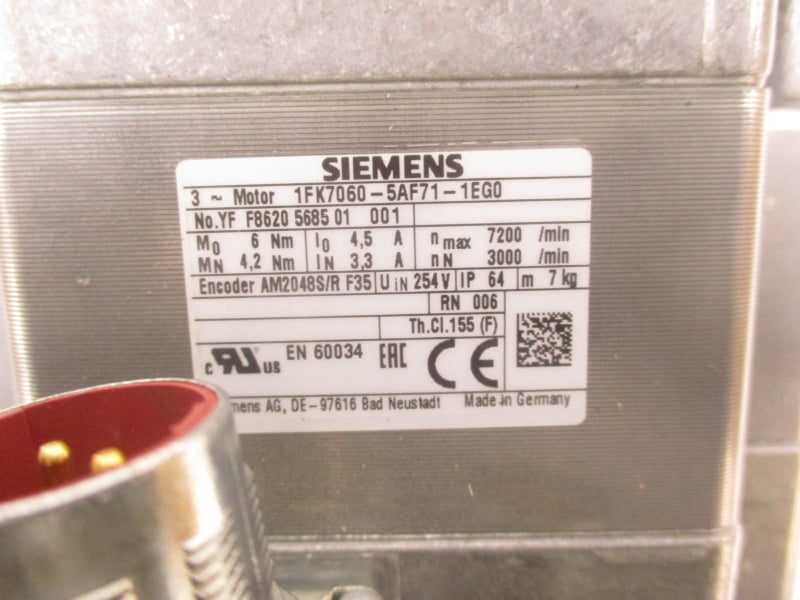 SIEMENS
3 ~ Motor 1FK7060-5AF71-1EG0
No.YF F8620 5685 01 001
M0 6 Nm I0 4,5 A n max 7200 /min
MN 4,2 Nm IN 3,3 A nN 3000 /min
Encoder AM2048S/R F35 U IN 254V IP 64 m 7 kg
RN 006
Th.Cl.155 (F)
c RU us EN 60034 EAC CE
mens AG, DE-97616 Bad Neustadt Made in Germany